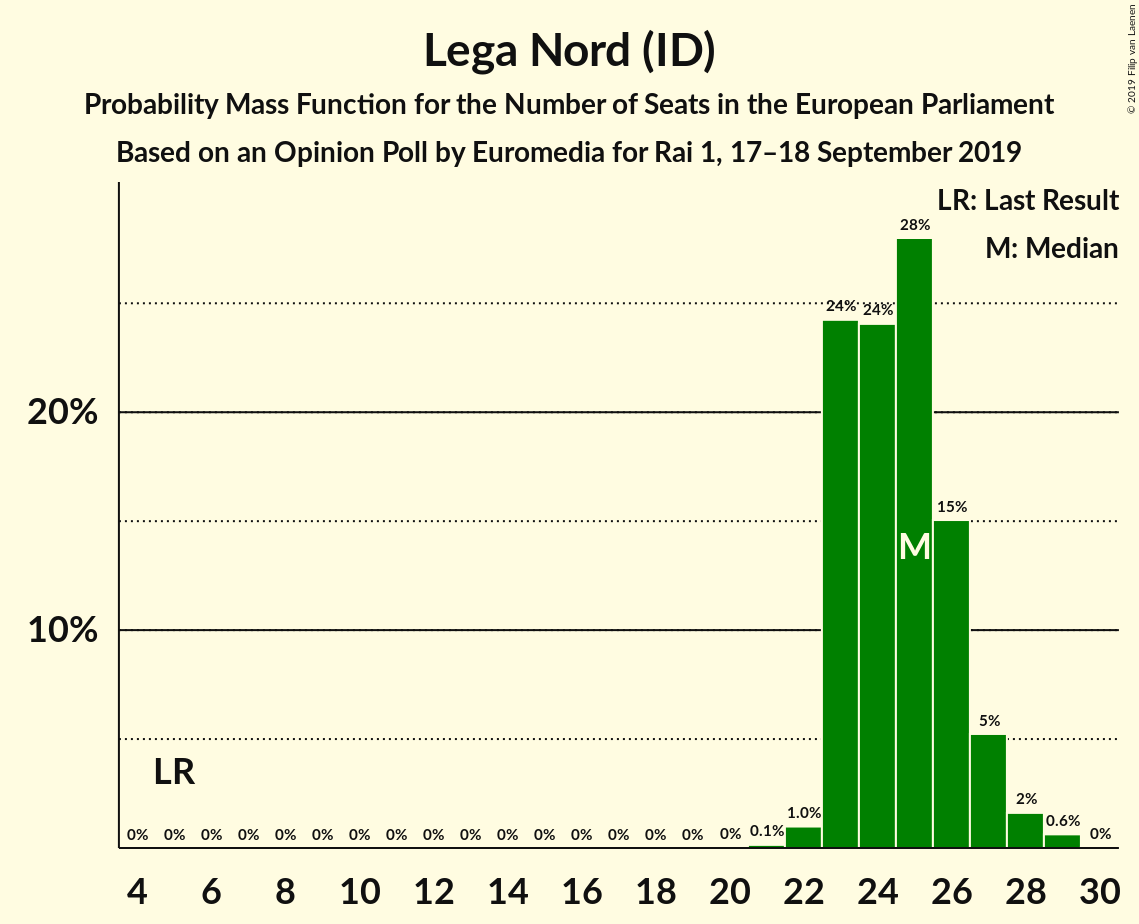 Lega Nord (ID)
Probability Mass Function for the Number of Seats in the European Parliament
Based on an Opinion Poll by Euromedia for Rai 1, 17–18 September 2019
© 2019 Filip van Laenen
LR: Last Result
M: Median
28%
24% 24%
20%
15%
M
10%
5%
LR
0% 0% 0% 0% 0% 0% 0% 0% 0% 0% 0% 0% 0% 0% 0% 0% 0% 0.1% 1.0% 2% 0.6% 0%
4 6 8 10 12 14 16 18 20 22 24 26 28 30